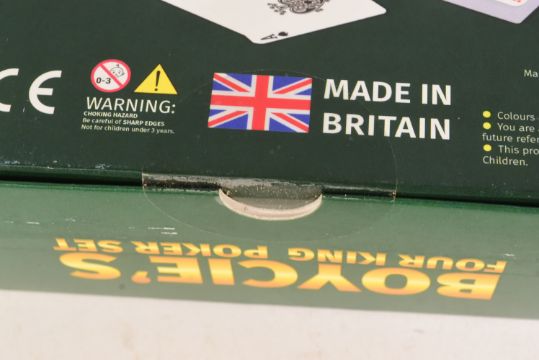 A
CE
0-3
WARNING:
CHOKING HAZARD
Be careful of SHARP EDGES
Not for children under 3 years.
MADE IN
BRITAIN
Ma
Colours
You are a
future refer
This pro
Children.
BOYCIE'S
FOUR KING POKER SET